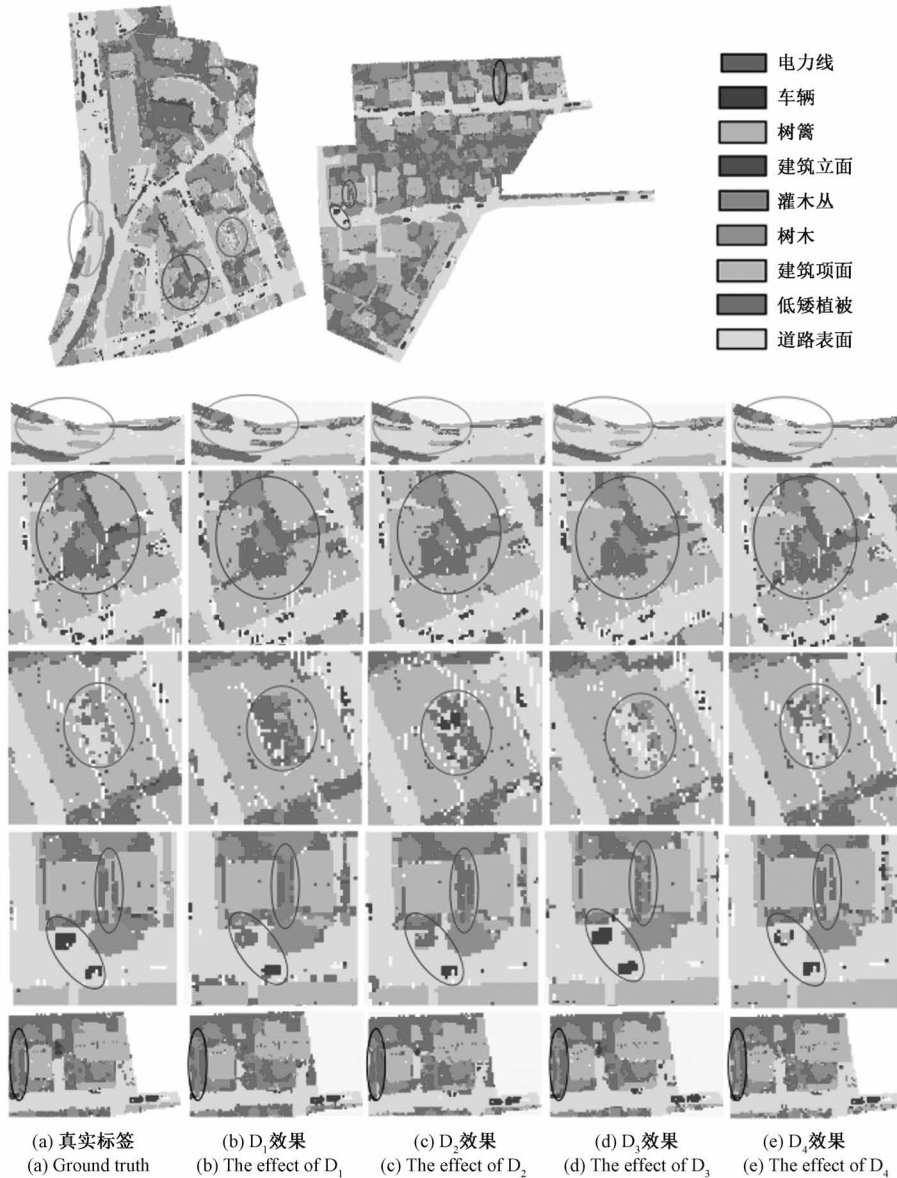 电力线
车辆
树篱
建筑立面
灌木丛
树木
建筑项面
低矮植被
道路表面
(a) 真实标签
(a) Ground truth
(b) D₁效果
(b) The effect of D₁
(c) D₂效果
(c) The effect of D₂
(d) D₃效果
(d) The effect of D₃
(e) D₄效果
(e) The effect of D₄